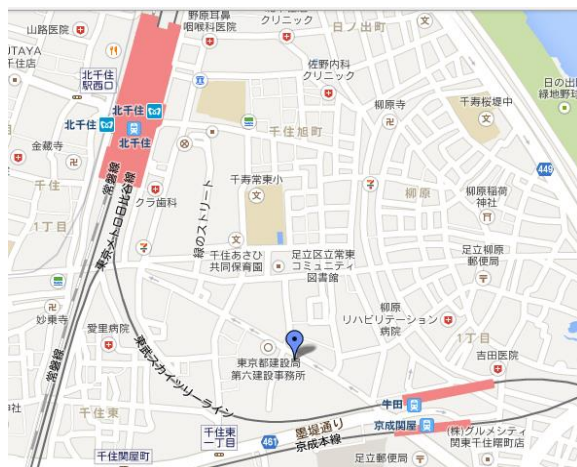 山路医院
野原耳鼻
咽喉科医院
クリニック
日ノ出町
UTAYA
千住店
北千住
駅西口
佐野内科
クリニック
柳原寺
千寿桜堤中
日の出
緑地野球
北千住
北千住
北千住
千住旭町
金蔵寺
千住
1丁目
常磐線
東京メトロ日比谷線
クラ歯科
緑のストリート
千寿常東小
柳原
449
柳原稲荷
神社
千住あさひ
共同保育園
足立区立常東
コミュニティ
図書館
足立柳原
郵便局
妙東寺
愛里病院
常磐線
東武スカイツリーライン
柳原
リハビリテーション
病院
1丁目
吉田医院
東京都建設局
第六建設事務所
牛田
千住東
千住東
一丁目
461
墨堤通り
京成本線
京成関屋
(株)グルメシティ
関東千住曙町店
神社
千住関屋町
足立郵便局